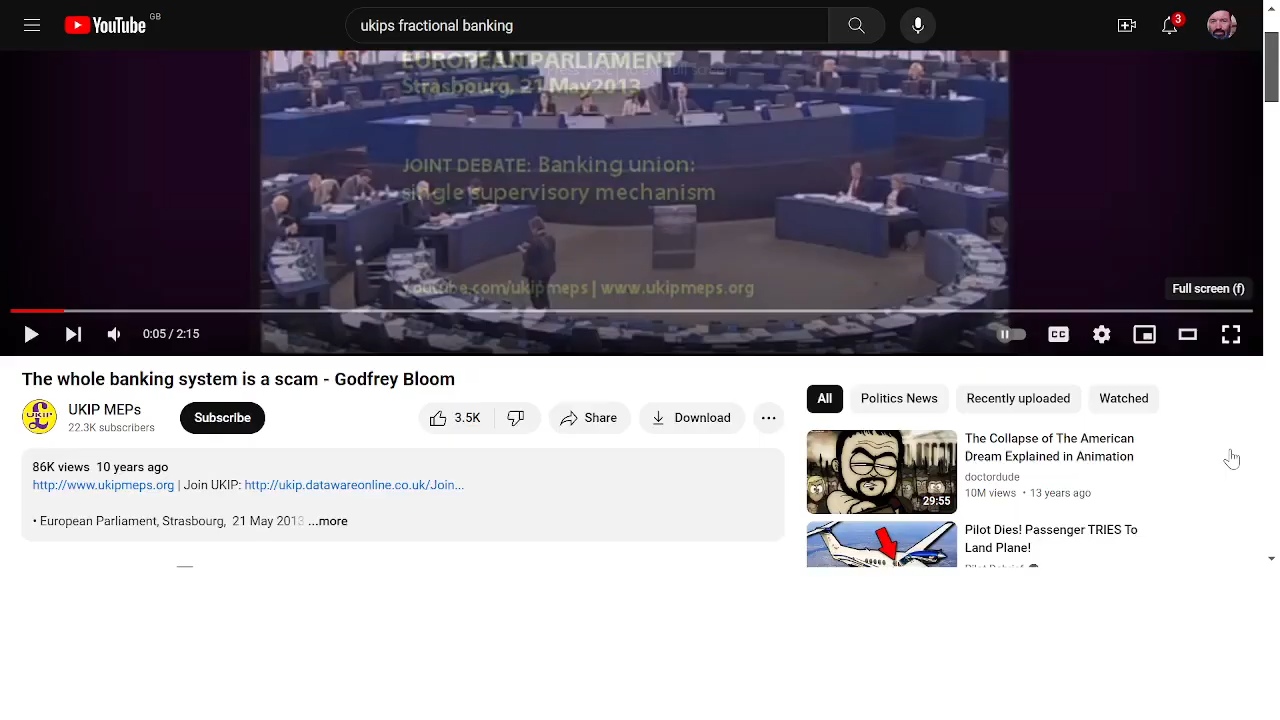 YouTube GB
ukips fractional banking
3
EUROPEAN PARLIAMENT
Strasbourg, 21 May2013
JOINT DEBATE: Banking union:
single supervisory mechanism
youtube.com/ukipmeps | www.ukipmeps.org
Full screen (f)
0:05 / 2:15
CC
The whole banking system is a scam - Godfrey Bloom
UKIP
UKIP MEPs
22.3K subscribers
Subscribe
3.5K
Share
Download
86K views 10 years ago
http://www.ukipmeps.org | Join UKIP: http://ukip.datawareonline.co.uk/Join...
• European Parliament, Strasbourg, 21 May 2013 ...more
All
Politics News
Recently uploaded
Watched
29:55
The Collapse of The American
Dream Explained in Animation
doctordude
10M views • 13 years ago
Pilot Dies! Passenger TRIES To
Land Plane!